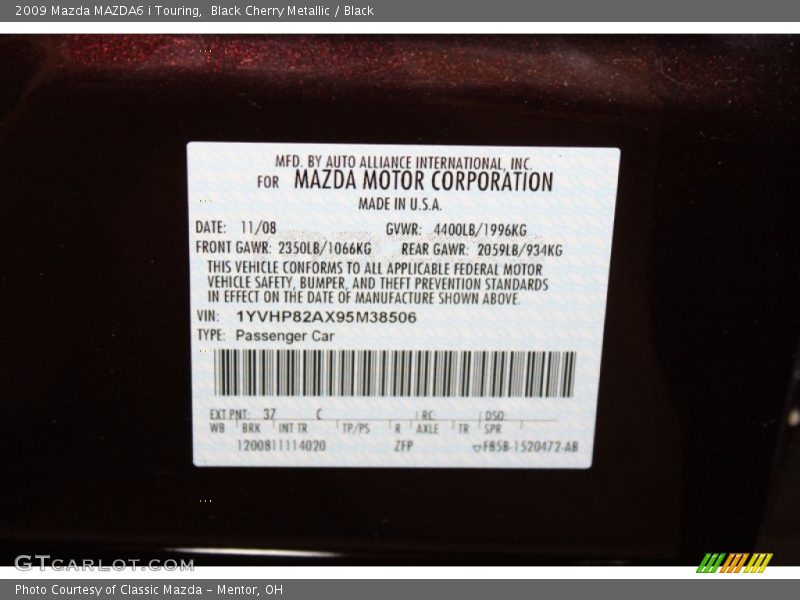 2009 Mazda MAZDA6 i Touring,  Black Cherry Metallic / Black
MFD. BY AUTO ALLIANCE INTERNATIONAL, INC.
FOR MAZDA MOTOR CORPORATION
MADE IN U.S.A.
DATE: 11/08 GVWR: 4400LB/1996KG
FRONT GAWR: 2350LB/1066KG REAR GAWR: 2059LB/934KG
THIS VEHICLE CONFORMS TO ALL APPLICABLE FEDERAL MOTOR
VEHICLE SAFETY, BUMPER, AND THEFT PREVENTION STANDARDS
IN EFFECT ON THE DATE OF MANUFACTURE SHOWN ABOVE.
VIN: 1YVHP82AX95M38506
TYPE: Passenger Car
EXT PNT: 37 C RC: DSO:
WB BRK INT TR TP/PS R AXLE TR SPR
1200811114020 ZFP F85B-1520472-AB
GTCARLOT.COM
Photo Courtesy of Classic Mazda - Mentor, OH